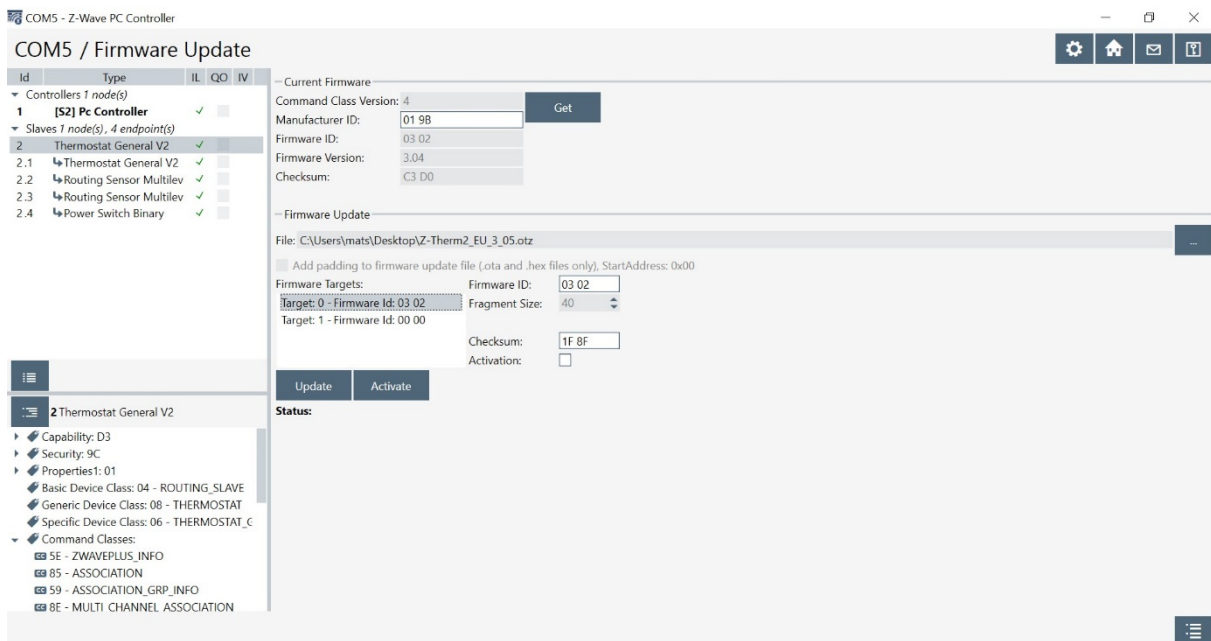 COM5 - Z-Wave PC Controller
COM5 / Firmware Update
Id Type IL QO IV
Controllers 1 node(s)
1 [S2] Pc Controller
Slaves 1 node(s), 4 endpoint(s)
2 Thermostat General V2
2.1 Thermostat General V2
2.2 Routing Sensor Multilev
2.3 Routing Sensor Multilev
2.4 Power Switch Binary
2 Thermostat General V2
Capability: D3
Security: 9C
Properties1: 01
Basic Device Class: 04 - ROUTING_SLAVE
Generic Device Class: 08 - THERMOSTAT
Specific Device Class: 06 - THERMOSTAT_G
Command Classes:
CC 5E - ZWAVEPLUS_INFO
CC 85 - ASSOCIATION
CC 59 - ASSOCIATION_GRP_INFO
CC 8E - MULTI_CHANNEL_ASSOCIATION
Current Firmware
Command Class Version: 4
Get
Manufacturer ID: 01 9B
Firmware ID: 03 02
Firmware Version: 3.04
Checksum: C3 D0
Firmware Update
File: C:\Users\mats\Desktop\Z-Therm2_EU_3_05.otz
...
Add padding to firmware update file (.ota and .hex files only), StartAddress: 0x00
Firmware Targets:
Target: 0 - Firmware Id: 03 02
Target: 1 - Firmware Id: 00 00
Firmware ID: 03 02
Fragment Size: 40
Checksum: 1F 8F
Activation:
Update Activate
Status: